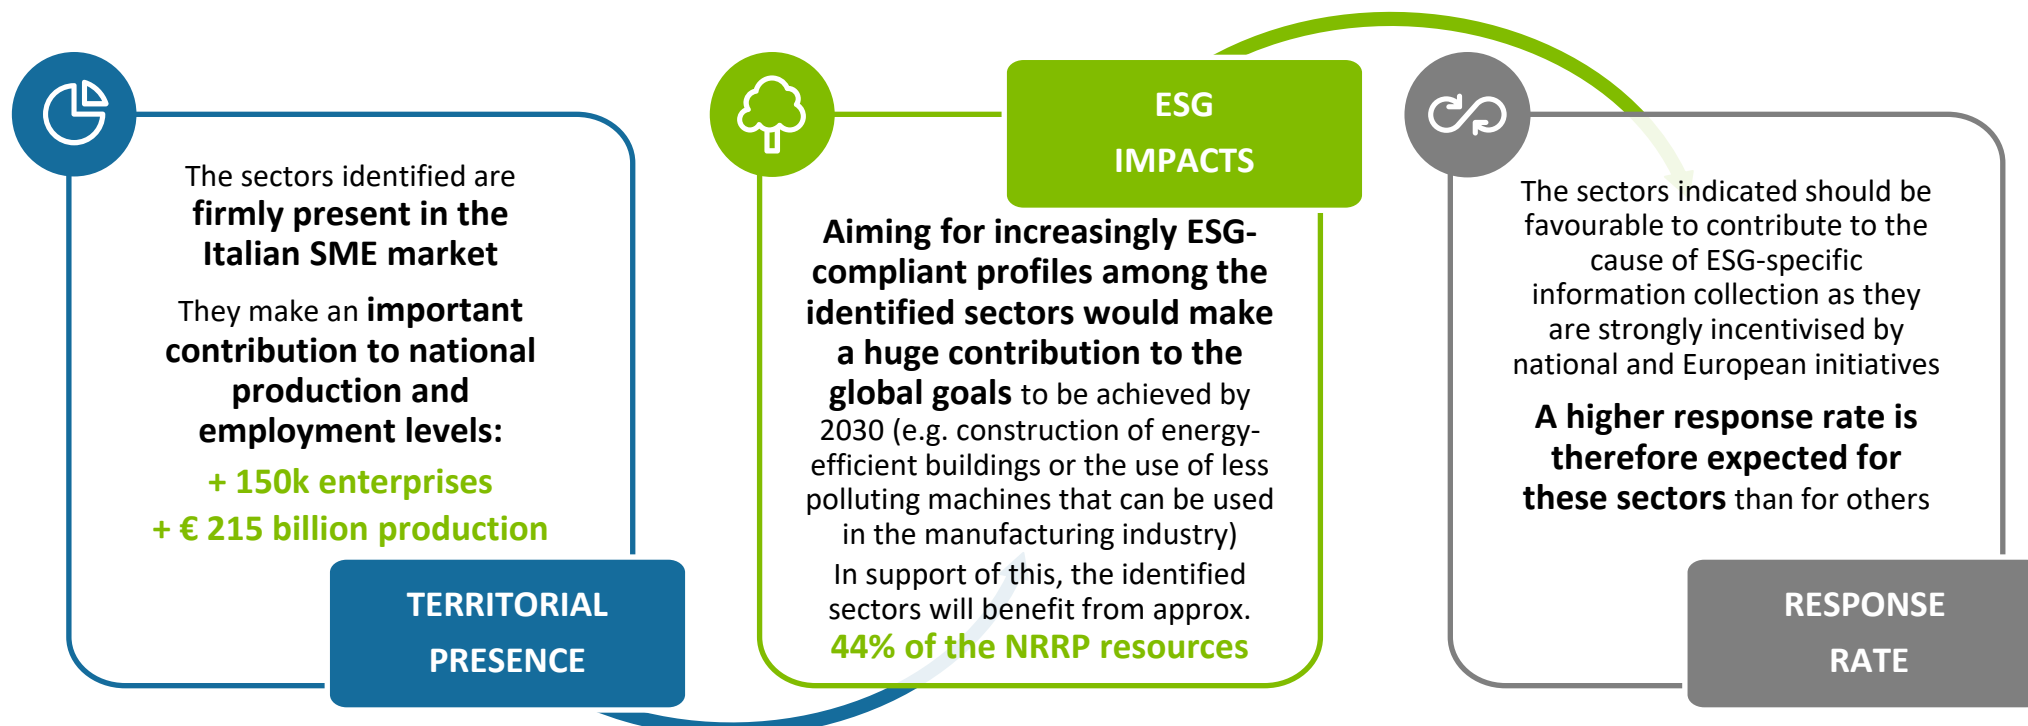 The sectors identified are
firmly present in the
Italian SME market
They make an important
contribution to national
production and
employment levels:
+ 150k enterprises
+ € 215 billion production
TERRITORIAL
PRESENCE
ESG
IMPACTS
Aiming for increasingly ESG-
compliant profiles among the
identified sectors would make
a huge contribution to the
global goals to be achieved by
2030 (e.g. construction of energy-
efficient buildings or the use of less
polluting machines that can be used
in the manufacturing industry)
In support of this, the identified
sectors will benefit from approx.
44% of the NRRP resources
The sectors indicated should be
favourable to contribute to the
cause of ESG-specific
information collection as they
are strongly incentivised by
national and European initiatives
A higher response rate is
therefore expected for
these sectors than for others
RESPONSE
RATE